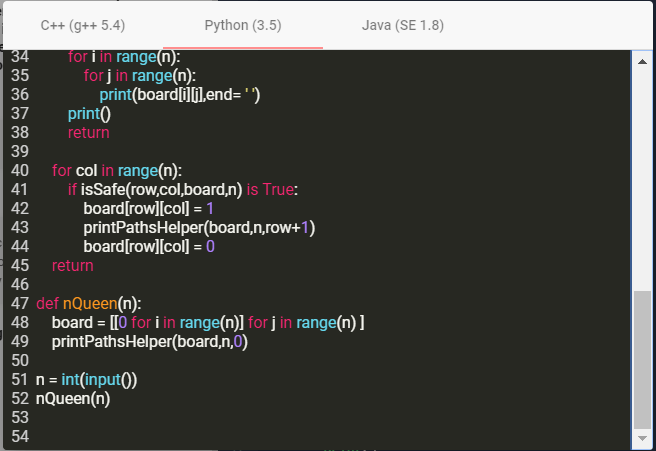 C++ (g++ 5.4) Python (3.5) Java (SE 1.8)
34 for i in range(n):
35 for j in range(n):
36 print(board[i][j],end= ' ')
37 print()
38 return
39
40 for col in range(n):
41 if isSafe(row,col,board,n) is True:
42 board[row][col] = 1
43 printPathsHelper(board,n,row+1)
44 board[row][col] = 0
45 return
46
47 def nQueen(n):
48 board = [[0 for i in range(n)] for j in range(n) ]
49 printPathsHelper(board,n,0)
50
51 n = int(input())
52 nQueen(n)
53
54